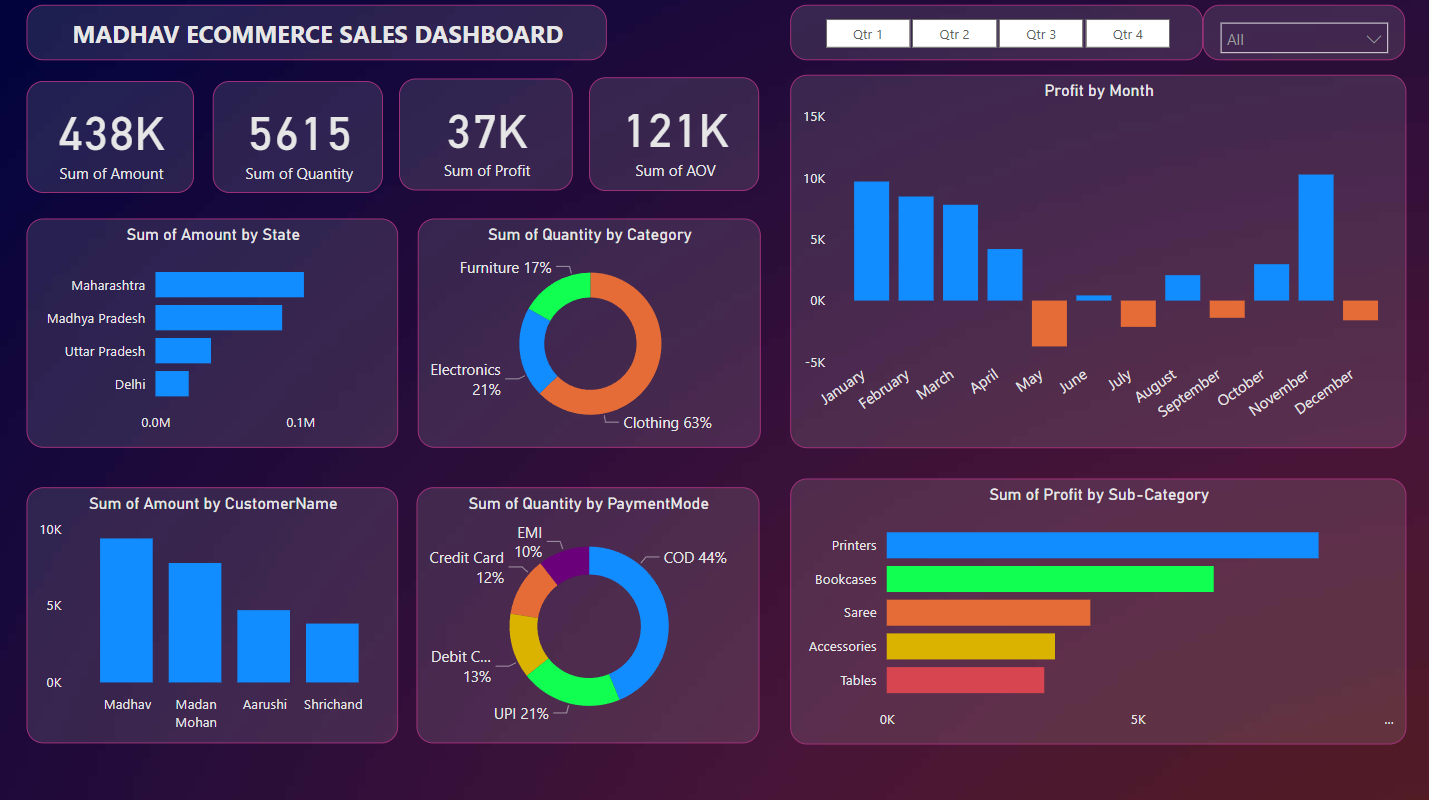 MADHAV ECOMMERCE SALES DASHBOARD
Qtr 1
Qtr 2
Qtr 3
Qtr 4
All
438K
Sum of Amount
5615
Sum of Quantity
37K
Sum of Profit
121K
Sum of AOV
Profit by Month
15K
10K
5K
0K
-5K
January
February
March
April
May
June
July
August
September
October
November
December
Sum of Amount by State
Maharashtra
Madhya Pradesh
Uttar Pradesh
Delhi
0.0M
0.1M
Sum of Quantity by Category
Furniture 17%
Electronics
21%
Clothing 63%
Sum of Amount by CustomerName
10K
5K
0K
Madhav
Madan
Mohan
Aarushi
Shrichand
Sum of Quantity by PaymentMode
EMI
10%
Credit Card
12%
COD 44%
Debit C...
13%
UPI 21%
Sum of Profit by Sub-Category
Printers
Bookcases
Saree
Accessories
Tables
0K
5K
...